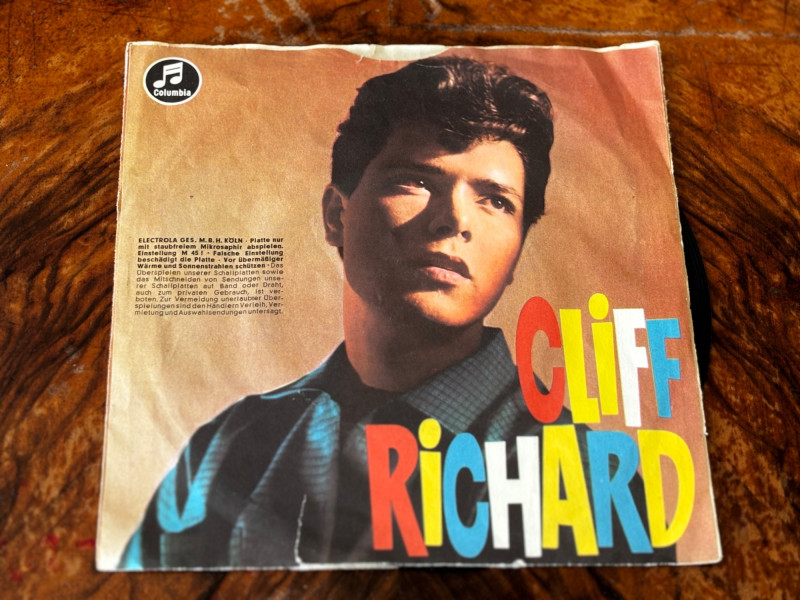 Columbia
ELECTROLA GES. M.B.H. KÖLN · Platte nur
mit staubfreiem Mikrosaphir abspielen.
Einstellung M 45! · Falsche Einstellung
beschädigt die Platte · Vor übermäßiger
Wärme und Sonnenstrahlen schützen · Das
Überspielen unserer Schallplatten sowie
das Mitschneiden von Sendungen unse-
rer Schallplatten auf Band oder Draht,
auch zum privaten Gebrauch, ist ver-
boten. Zur Vermeidung unerlaubter Über-
spielungen sind den Händlern Verleih, Ver-
mietung und Auswahlsendungen untersagt.
CLiFF
RiCHARD